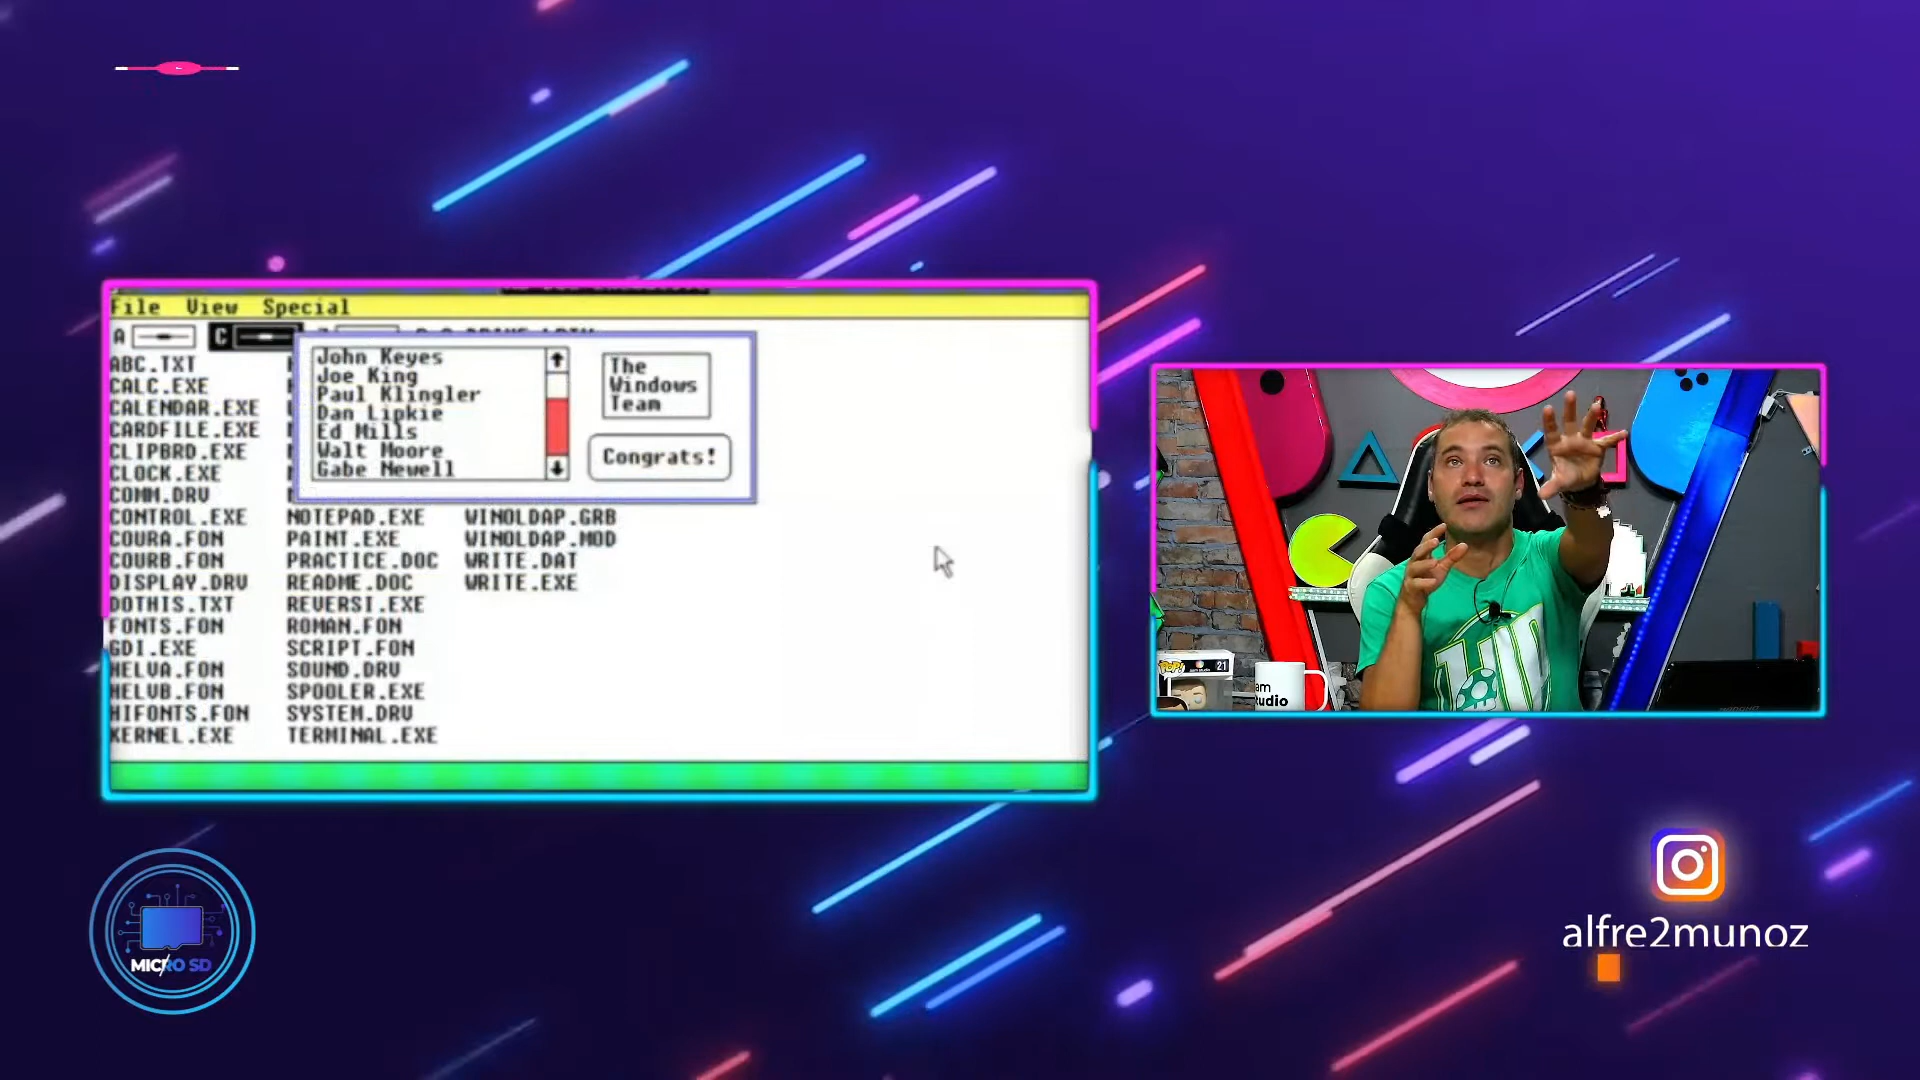 File View Special
A C
John Keyes
Joe King
Paul Klingler
Dan Lipkie
Ed Mills
Walt Moore
Gabe Newell
The
Windows
Team
Congrats!
ABC.TXT
CALC.EXE
CALENDAR.EXE
CARDFILE.EXE
CLIPBRD.EXE
CLOCK.EXE
COMM.DRV
CONTROL.EXE
COURA.FON
COURB.FON
DISPLAY.DRV
DOTHIS.TXT
FONTS.FON
GDI.EXE
HELVA.FON
HELVB.FON
HIFONTS.FON
KERNEL.EXE
NOTEPAD.EXE
PAINT.EXE
PRACTICE.DOC
README.DOC
REVERSI.EXE
ROMAN.FON
SCRIPT.FON
SOUND.DRV
SPOOLER.EXE
SYSTEM.DRV
TERMINAL.EXE
WINOLDAP.GRB
WINOLDAP.MOD
WRITE.DAT
WRITE.EXE
POP! 21
am
udio
MICRO SD
alfre2munoz